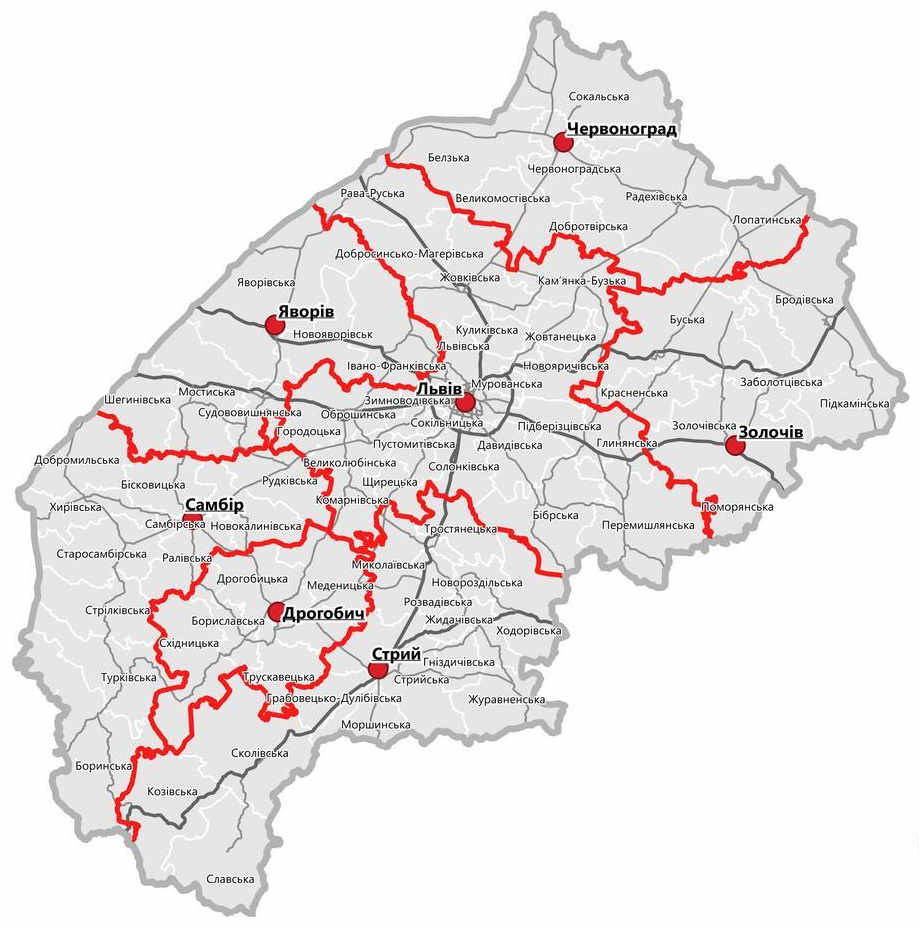 Сокальська
Червоноград
Белзька
Червоноградська
Рава-Руська
Великомостівська
Радехівська
Лопатинська
Добротвірська
Добросинсько-Магерівська
Яворівська
Жовківська
Кам´янка-Бузька
Бродівська
Яворів
Новояворівськ
Куликівська
Буська
Жовтанецька
Львівська
Івано-Франківська
Новояричівська
Мурованська
Заболотцівська
Львів
Шегинівська
Мостиська
Зимноводівська
Красненська
Підкамінська
Судововишнянська
Оброшинська
Сокільницька
Підберізцівська
Золочівська
Золочів
Городоцька
Пустомитівська
Давидівська
Глинянська
Добромильська
Великолюбінська
Солонківська
Бісковицька
Рудківська
Щирецька
Комарнівська
Хирівська
Самбір
Поморянська
Бібрська
Самбірська
Новокалинівська
Тростянецька
Перемишлянська
Старосамбірська
Ралівська
Миколаївська
Дрогобицька
Меденицька
Новороздільська
Стрілківська
Розвадівська
Дрогобич
Бориславська
Жидачівська
Ходорівська
Східницька
Стрий
Гніздичівська
Турківська
Трускавецька
Стрийська
Грабовецько-Дулібівська
Журавненська
Моршинська
Сколівська
Боринська
Козівська
Славська